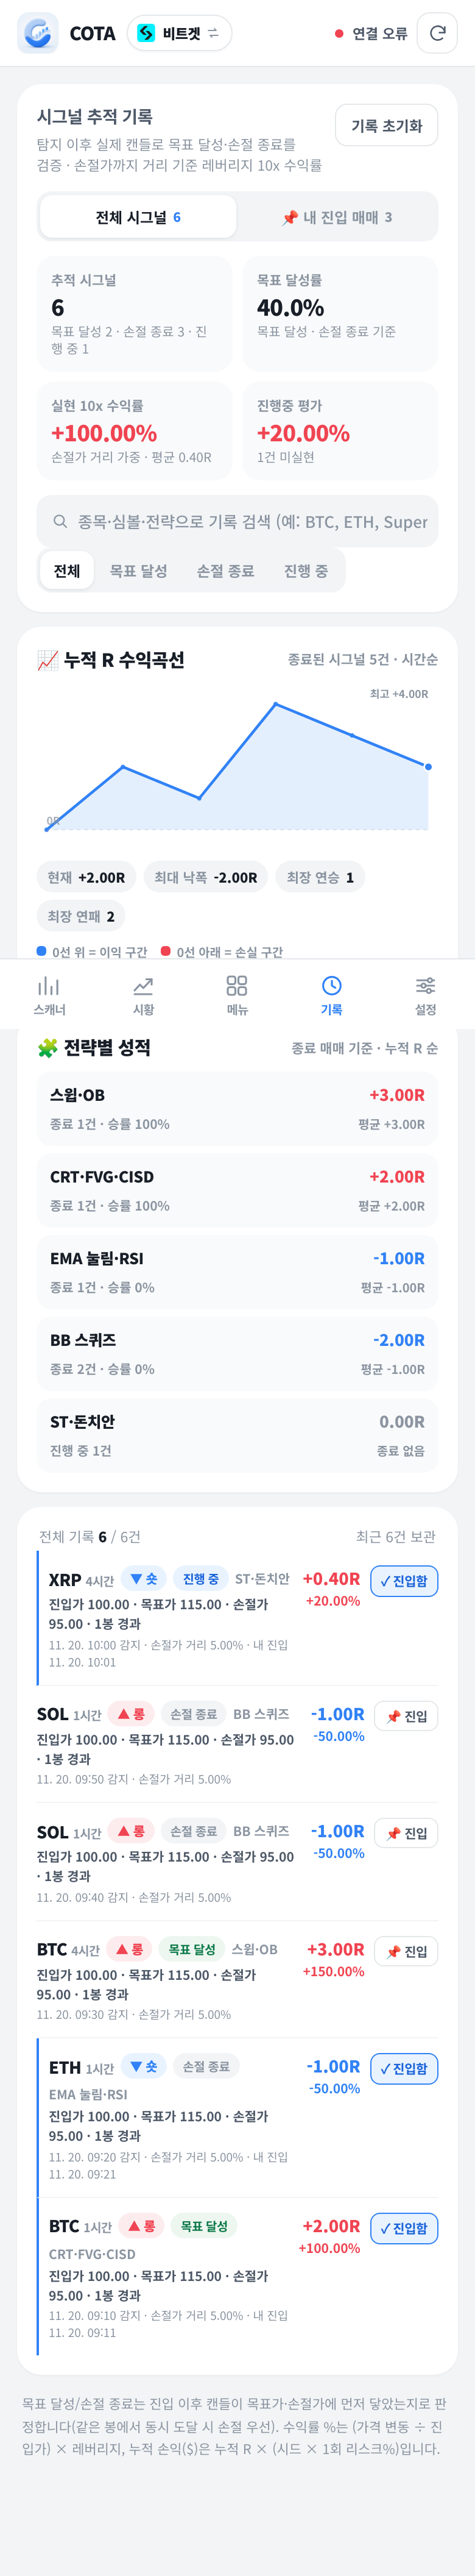 COTA 비트겟 연결 오류
시그널 추적 기록
기록 초기화
탐지 이후 실제 캔들로 목표 달성·손절 종료를
검증 · 손절가까지 거리 기준 레버리지 10x 수익률
전체 시그널 6
📌 내 진입 매매 3
추적 시그널
6
목표 달성 2 · 손절 종료 3 · 진
행 중 1
목표 달성률
40.0%
목표 달성 · 손절 종료 기준
실현 10x 수익률
+100.00%
손절가 거리 가중 · 평균 0.40R
진행중 평가
+20.00%
1건 미실현
종목·심볼·전략으로 기록 검색 (예: BTC, ETH, Super
전체 목표 달성 손절 종료 진행 중
📈 누적 R 수익곡선
종료된 시그널 5건 · 시간순
최고 +4.00R
0R
현재 +2.00R
최대 낙폭 -2.00R
최장 연승 1
최장 연패 2
0선 위 = 이익 구간 0선 아래 = 손실 구간
스캐너 시황 메뉴 기록 설정
🧩 전략별 성적
종료 매매 기준 · 누적 R 순
스윕·OB +3.00R
종료 1건 · 승률 100% 평균 +3.00R
CRT·FVG·CISD +2.00R
종료 1건 · 승률 100% 평균 +2.00R
EMA 눌림·RSI -1.00R
종료 1건 · 승률 0% 평균 -1.00R
BB 스퀴즈 -2.00R
종료 2건 · 승률 0% 평균 -1.00R
ST·돈치안 0.00R
진행 중 1건 종료 없음
전체 기록 6 / 6건 최근 6건 보관
XRP 4시간 ▼ 숏 진행 중 ST·돈치안 +0.40R ✓ 진입함
+20.00%
진입가 100.00 · 목표가 115.00 · 손절가
95.00 · 1봉 경과
11. 20. 10:00 감지 · 손절가 거리 5.00% · 내 진입
11. 20. 10:01
SOL 1시간 ▲ 롱 손절 종료 BB 스퀴즈 -1.00R 📌 진입
-50.00%
진입가 100.00 · 목표가 115.00 · 손절가 95.00
· 1봉 경과
11. 20. 09:50 감지 · 손절가 거리 5.00%
SOL 1시간 ▲ 롱 손절 종료 BB 스퀴즈 -1.00R 📌 진입
-50.00%
진입가 100.00 · 목표가 115.00 · 손절가 95.00
· 1봉 경과
11. 20. 09:40 감지 · 손절가 거리 5.00%
BTC 4시간 ▲ 롱 목표 달성 스윕·OB +3.00R 📌 진입
+150.00%
진입가 100.00 · 목표가 115.00 · 손절가
95.00 · 1봉 경과
11. 20. 09:30 감지 · 손절가 거리 5.00%
ETH 1시간 ▼ 숏 손절 종료 -1.00R ✓ 진입함
-50.00%
EMA 눌림·RSI
진입가 100.00 · 목표가 115.00 · 손절가
95.00 · 1봉 경과
11. 20. 09:20 감지 · 손절가 거리 5.00% · 내 진입
11. 20. 09:21
BTC 1시간 ▲ 롱 목표 달성 +2.00R ✓ 진입함
+100.00%
CRT·FVG·CISD
진입가 100.00 · 목표가 115.00 · 손절가
95.00 · 1봉 경과
11. 20. 09:10 감지 · 손절가 거리 5.00% · 내 진입
11. 20. 09:11
목표 달성/손절 종료는 진입 이후 캔들이 목표가·손절가에 먼저 닿았는지로 판
정합니다(같은 봉에서 동시 도달 시 손절 우선). 수익률 %는 (가격 변동 ÷ 진
입가) × 레버리지, 누적 손익($)은 누적 R × (시드 × 1회 리스크%)입니다.